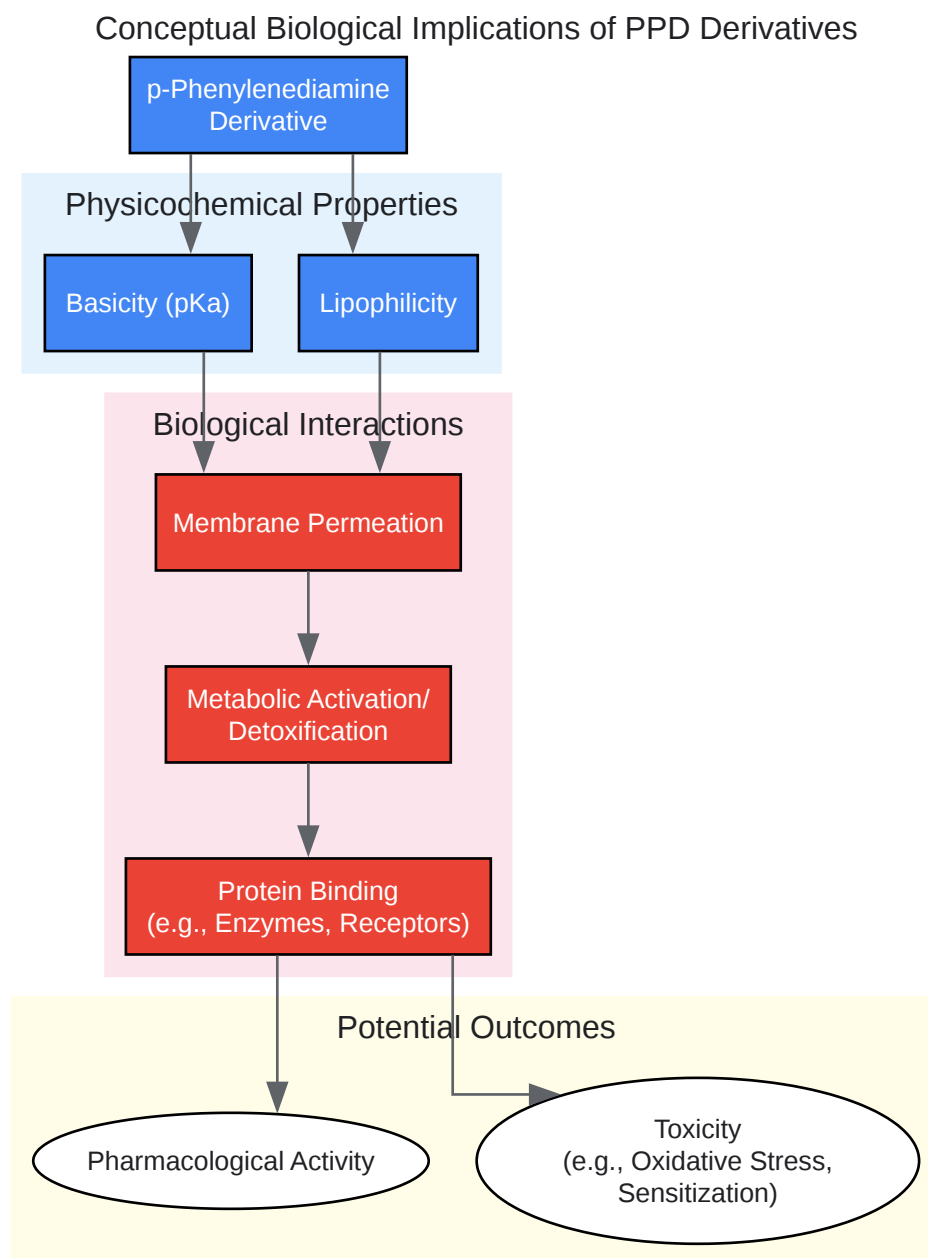 Conceptual Biological Implications of PPD Derivatives
p-Phenylenediamine
Derivative
Physicochemical Properties
Basicity (pKa)
Lipophilicity
Biological Interactions
Membrane Permeation
Metabolic Activation/
Detoxification
Protein Binding
(e.g., Enzymes, Receptors)
Potential Outcomes
Pharmacological Activity
Toxicity
(e.g., Oxidative Stress,
Sensitization)